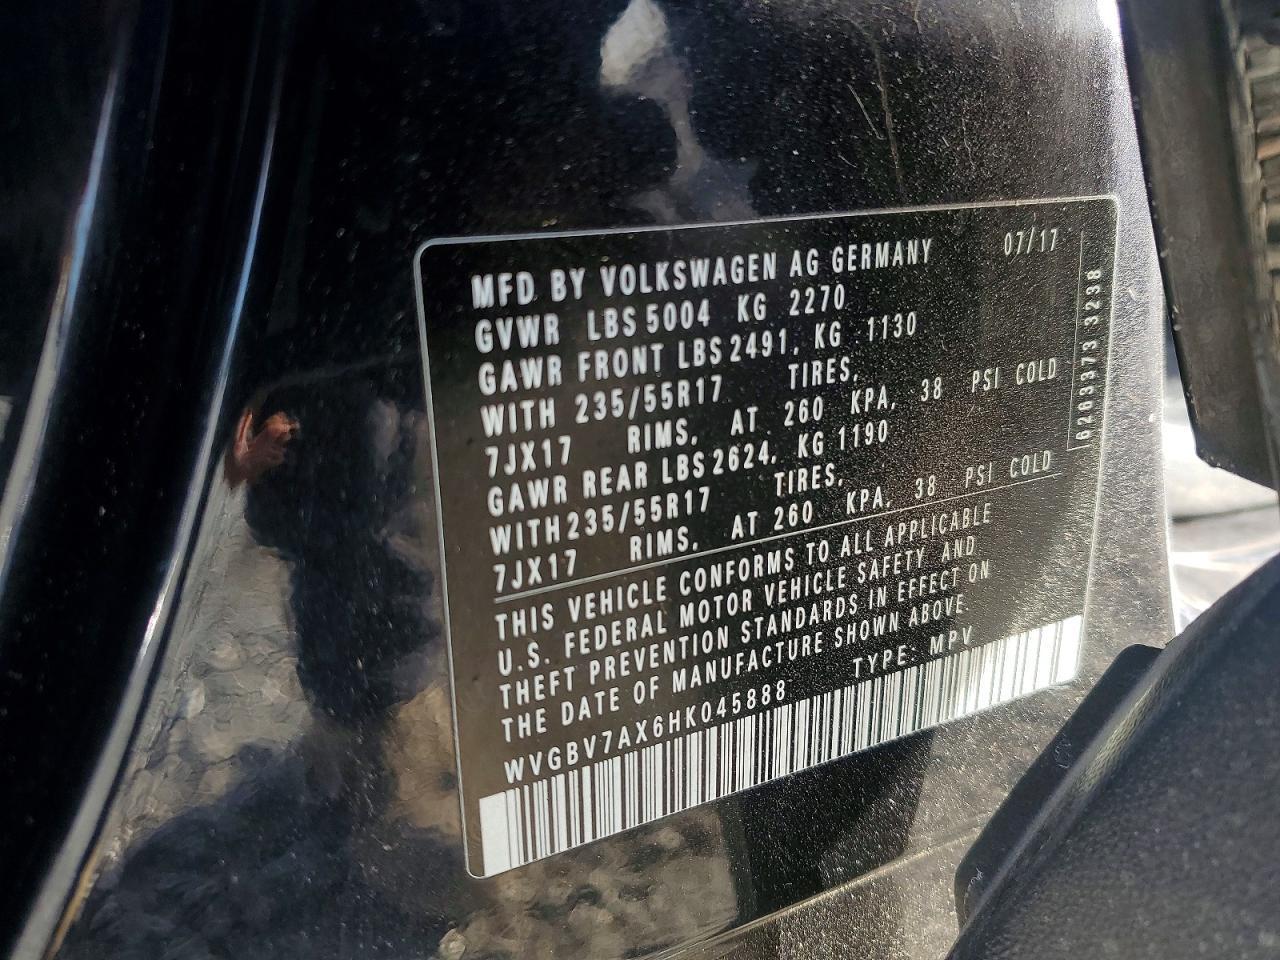 MFD BY VOLKSWAGEN AG GERMANY 07/17
GVWR LBS 5004 KG 2270
GAWR FRONT LBS 2491, KG 1130
WITH 235/55R17 TIRES,
7JX17 RIMS, AT 260 KPA, 38 PSI COLD
GAWR REAR LBS 2624, KG 1190
WITH 235/55R17 TIRES,
7JX17 RIMS, AT 260 KPA, 38 PSI COLD
THIS VEHICLE CONFORMS TO ALL APPLICABLE
U.S. FEDERAL MOTOR VEHICLE SAFETY AND
THEFT PREVENTION STANDARDS IN EFFECT ON
THE DATE OF MANUFACTURE SHOWN ABOVE.
WVGBV7AX6HK045888 TYPE: MPV
6283373 3238